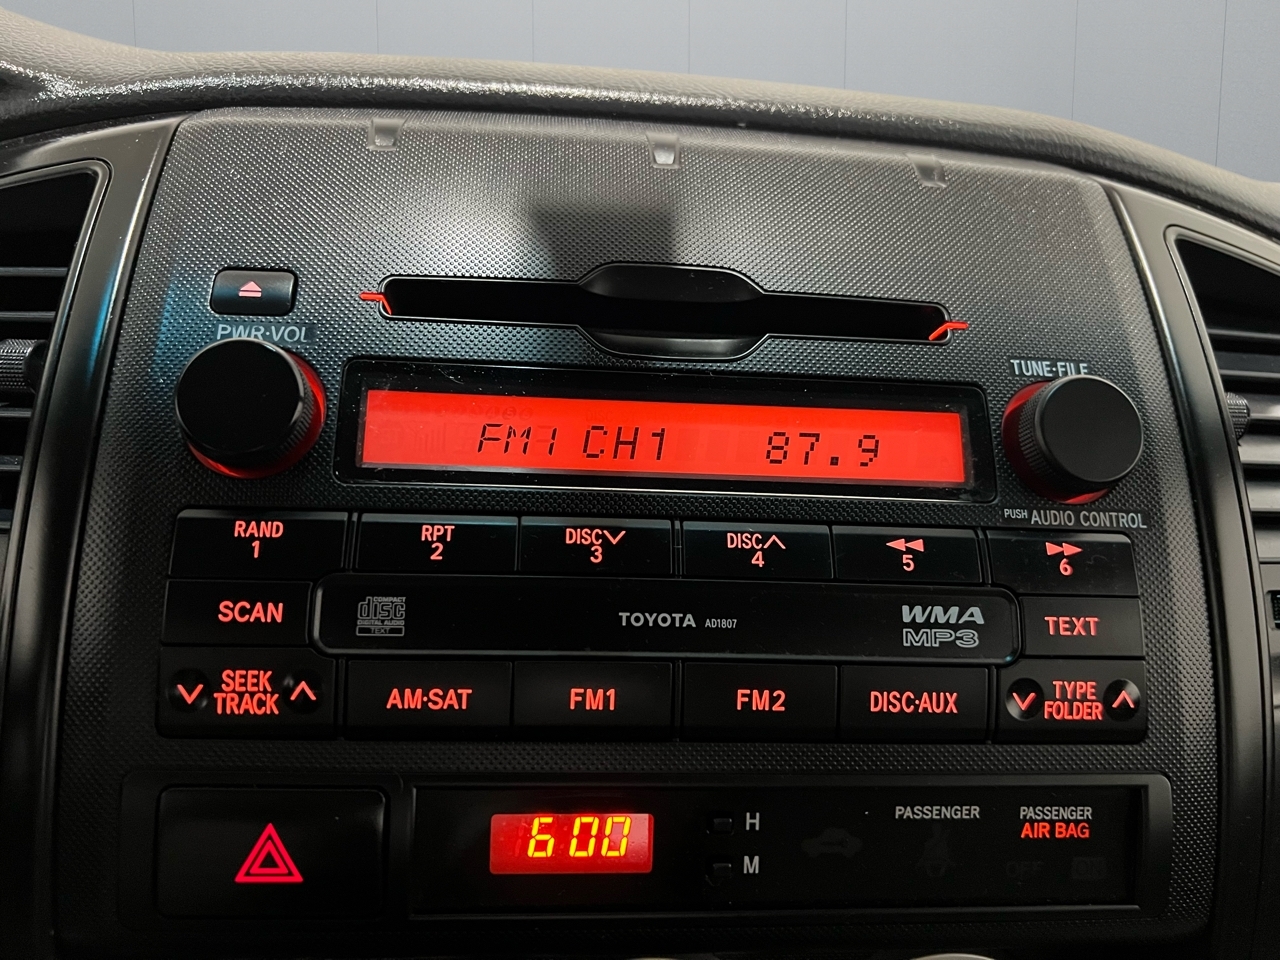 PWR·VOL
TUNE·FILE
FM1 CH1 87.9
PUSH AUDIO CONTROL
RAND
1
RPT
2
DISC
3
DISC
4
5
6
SCAN
COMPACT
disc
DIGITAL AUDIO
TEXT
TOYOTA AD1807
WMA
MP3
TEXT
SEEK
TRACK
AM·SAT
FM1
FM2
DISC·AUX
TYPE
FOLDER
6:00
H
M
PASSENGER
PASSENGER
AIR BAG
OFF